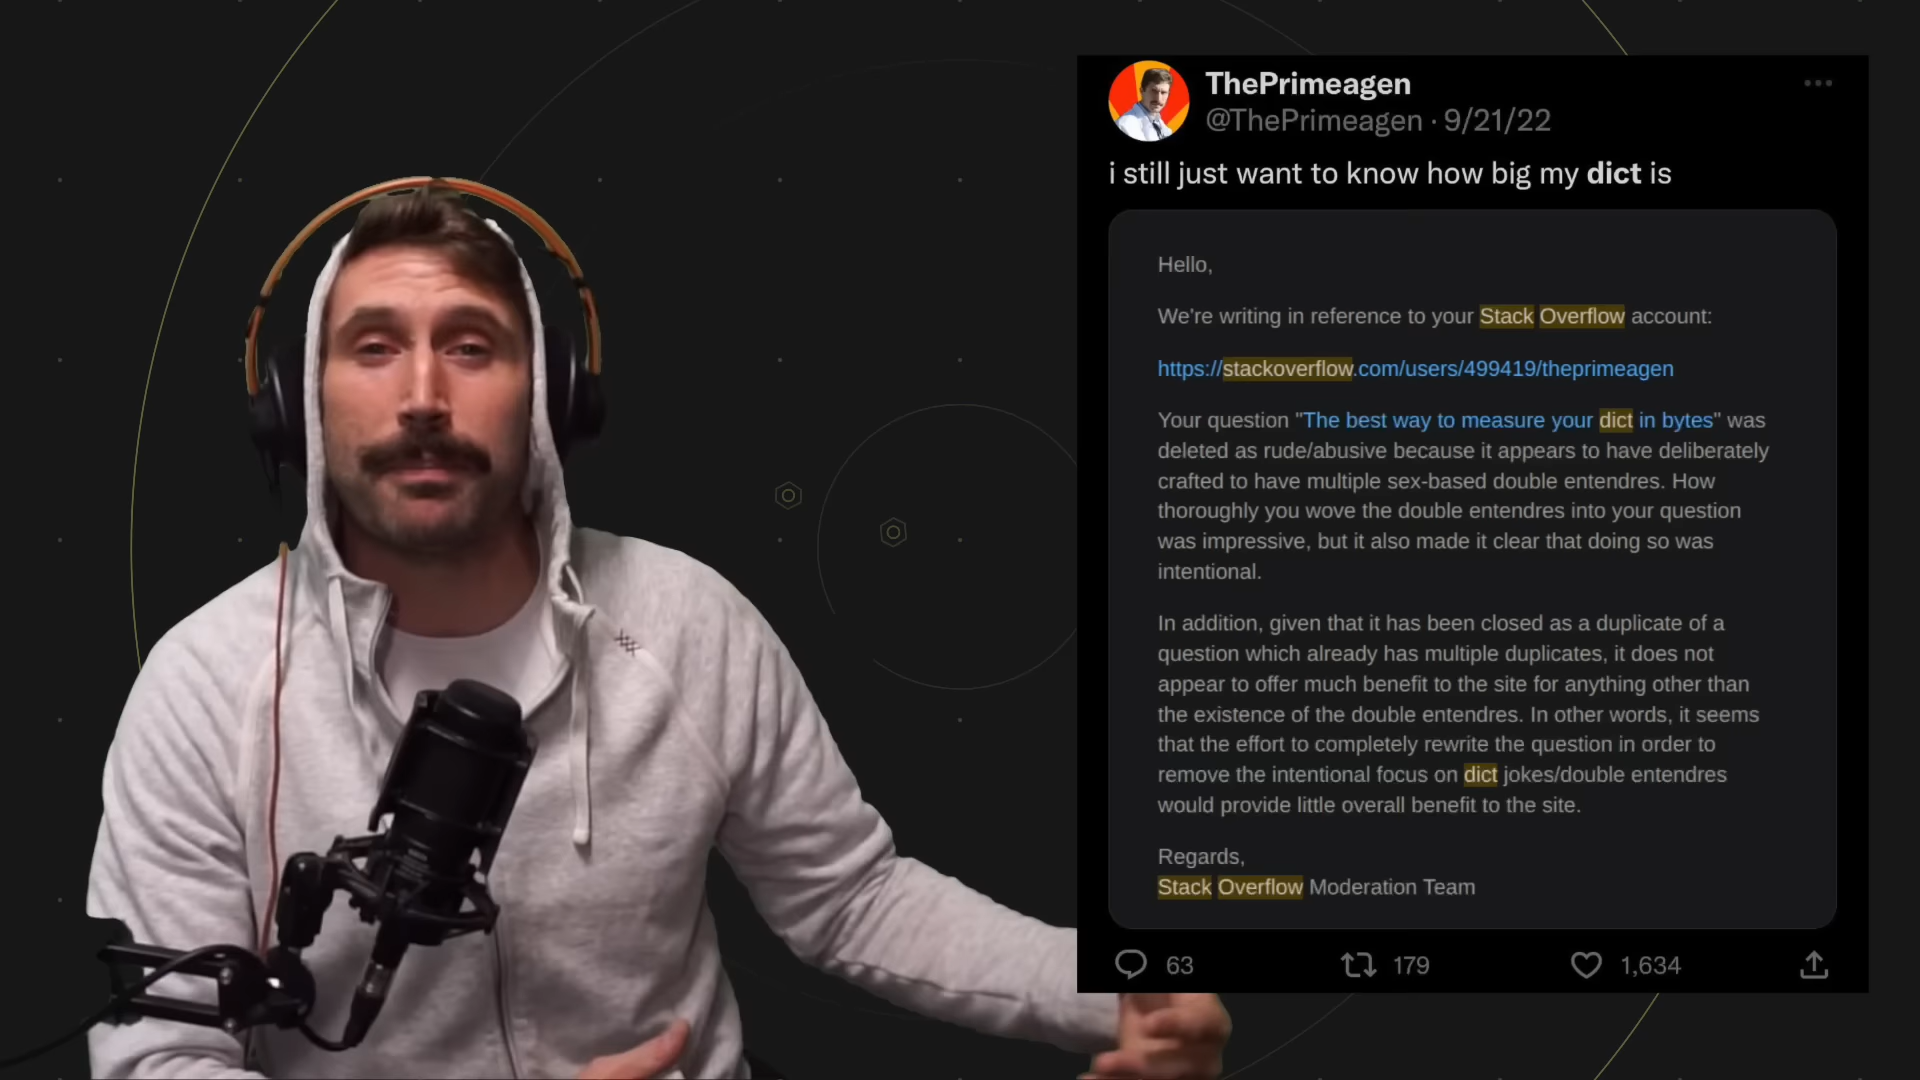 ThePrimeagen
@ThePrimeagen · 9/21/22
i still just want to know how big my dict is
Hello,
We're writing in reference to your Stack Overflow account:
https://stackoverflow.com/users/499419/theprimeagen
Your question "The best way to measure your dict in bytes" was
deleted as rude/abusive because it appears to have deliberately
crafted to have multiple sex-based double entendres. How
thoroughly you wove the double entendres into your question
was impressive, but it also made it clear that doing so was
intentional.
In addition, given that it has been closed as a duplicate of a
question which already has multiple duplicates, it does not
appear to offer much benefit to the site for anything other than
the existence of the double entendres. In other words, it seems
that the effort to completely rewrite the question in order to
remove the intentional focus on dict jokes/double entendres
would provide little overall benefit to the site.
Regards,
Stack Overflow Moderation Team
63 179 1,634